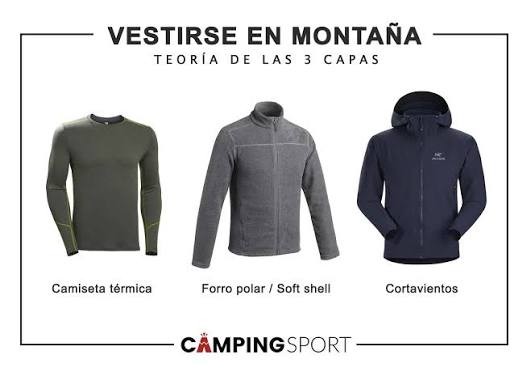 VESTIRSE EN MONTAÑA
TEORÍA DE LAS 3 CAPAS
Camiseta térmica
Forro polar / Soft shell
Cortavientos
CAMPINGSPORT